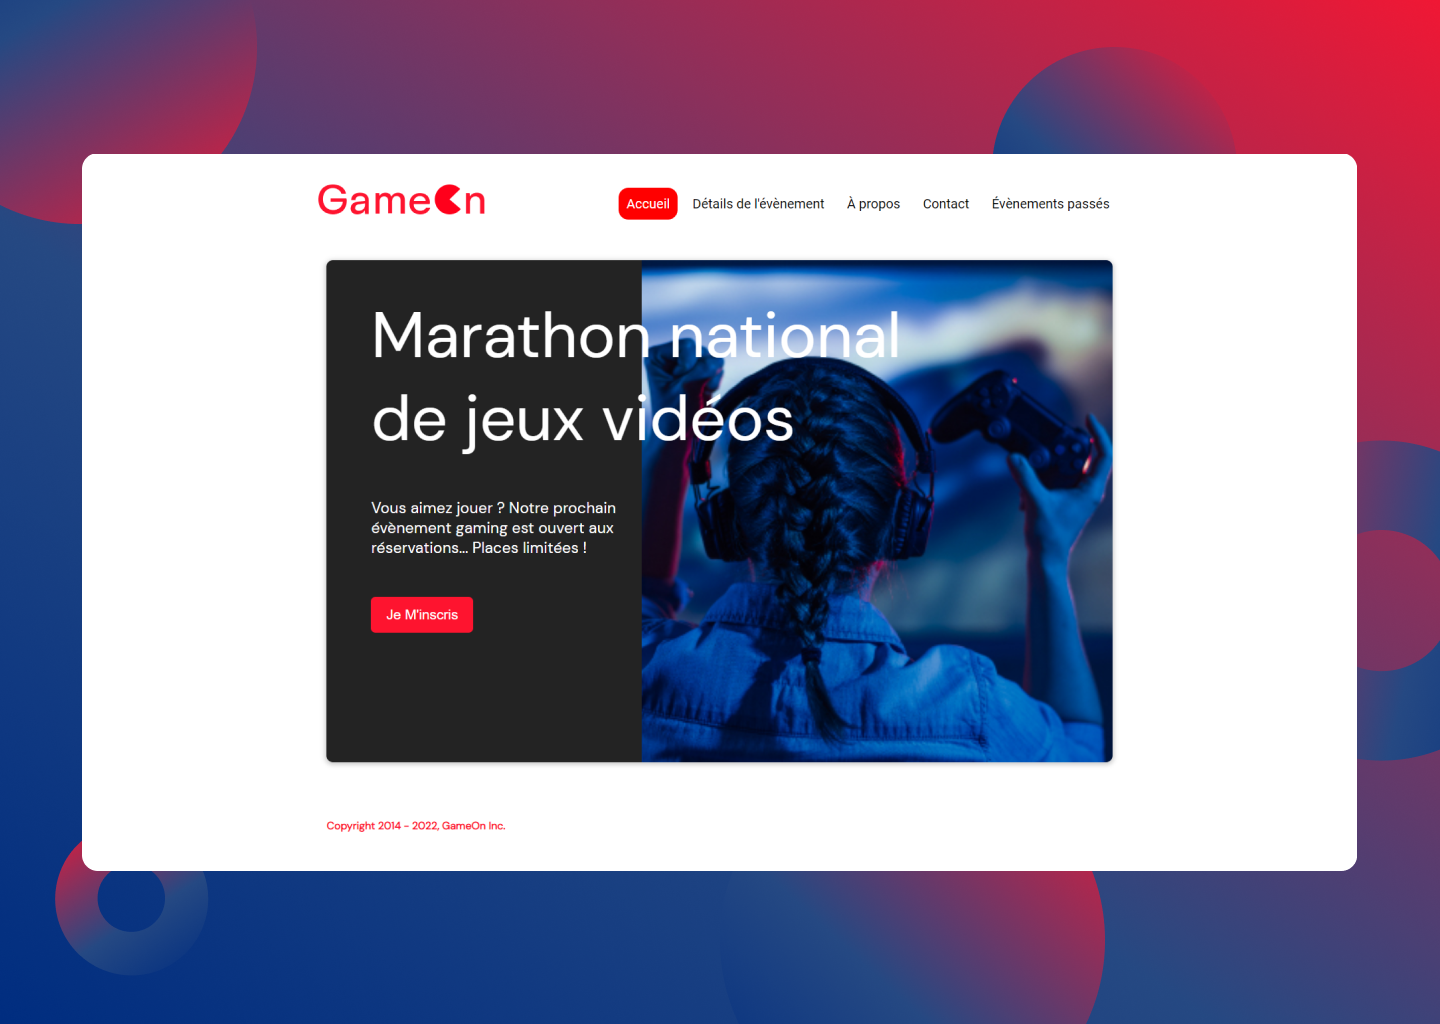 GameOn
Accueil Détails de l'évènement À propos Contact Évènements passés
Marathon national
de jeux vidéos
Vous aimez jouer ? Notre prochain
évènement gaming est ouvert aux
réservations... Places limitées !
Je M'inscris
Copyright 2014 - 2022, GameOn Inc.